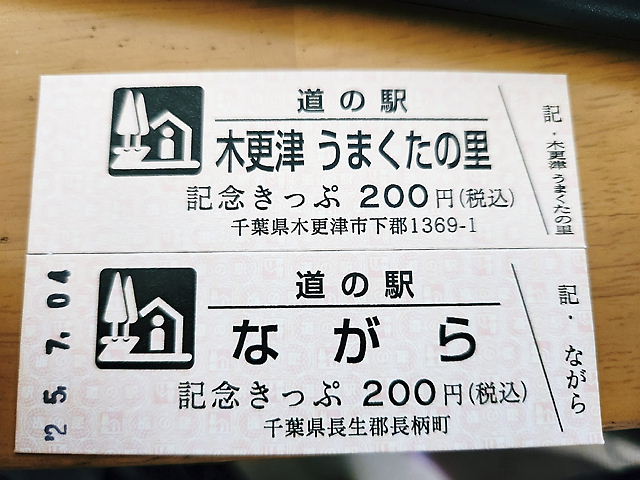 道の駅
木更津 うまくたの里
記念きっぷ 200円(税込)
千葉県木更津市下郡1369-1
記・木更津 うまくたの里
道の駅
ながら
記念きっぷ 200円(税込)
千葉県長生郡長柄町
記・ながら
25.7.04